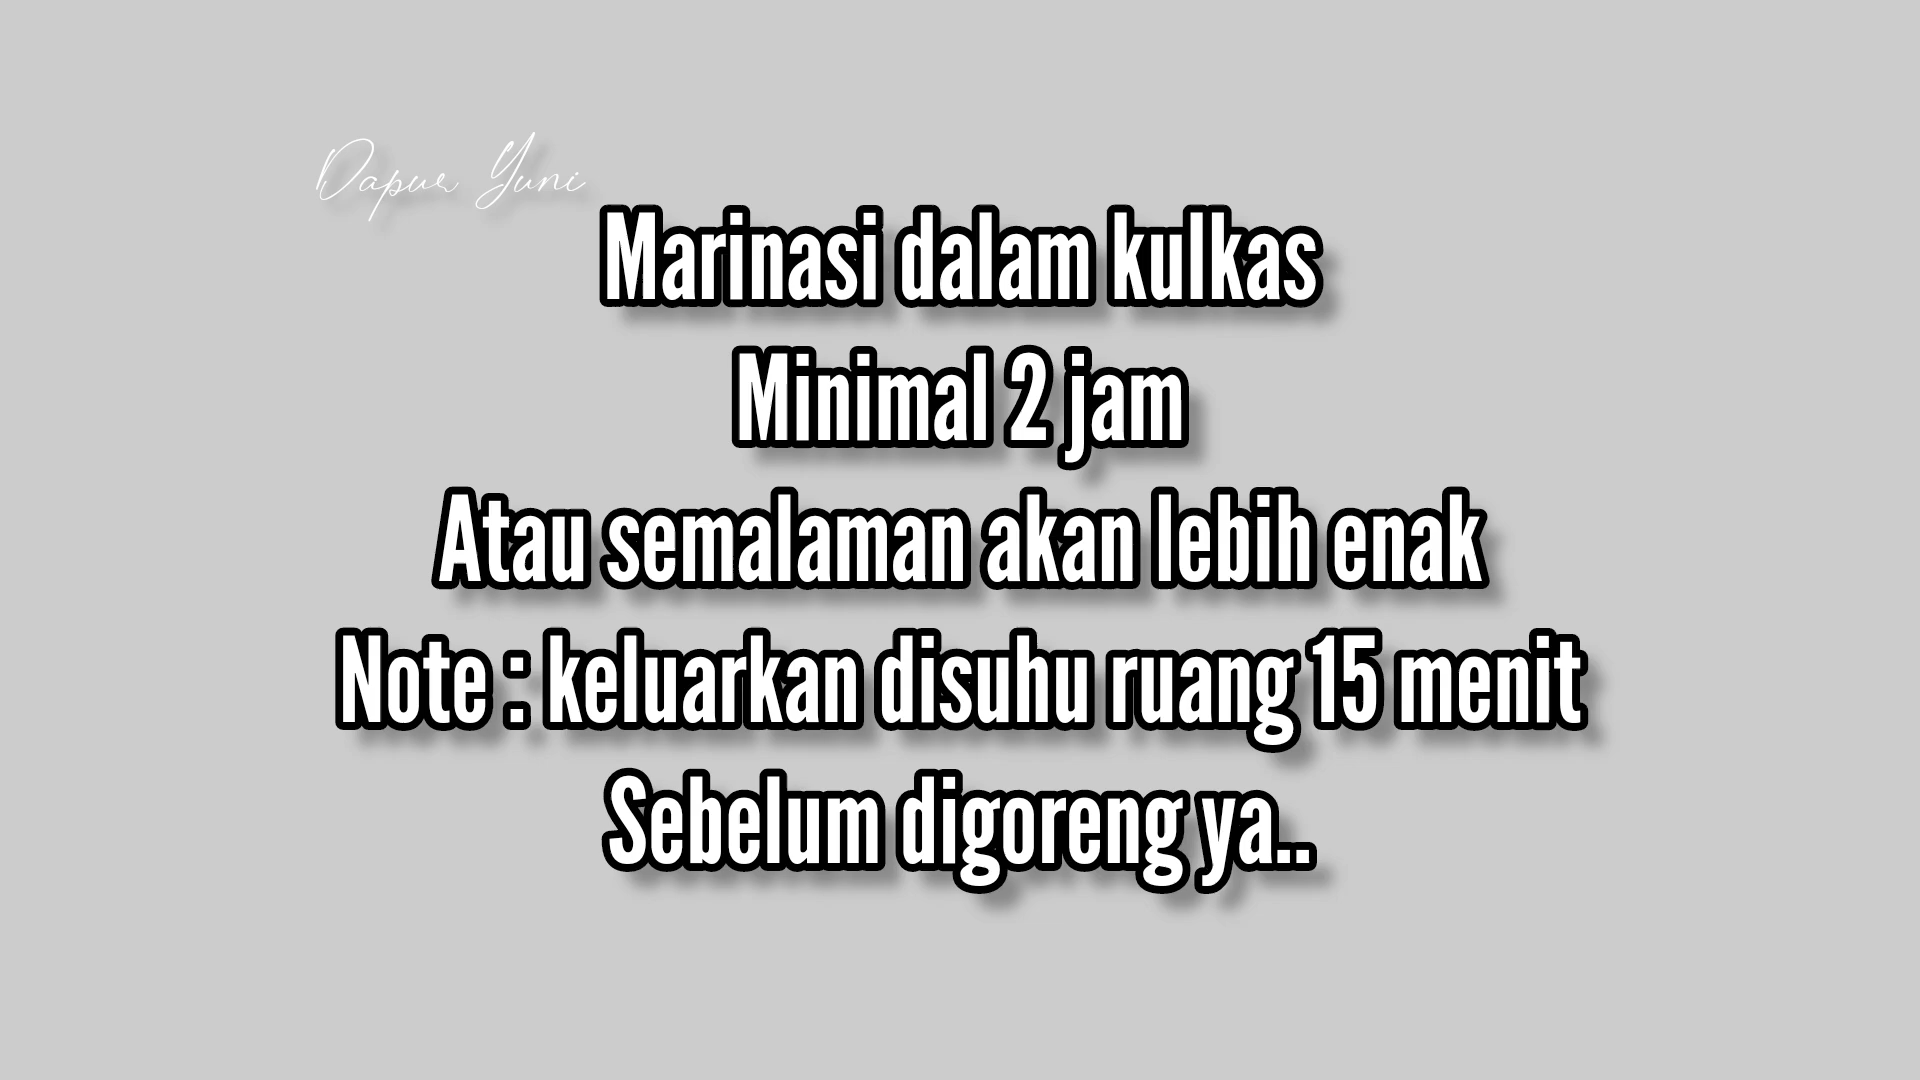 Dapur Yuni
Marinasi dalam kulkas
Minimal 2 jam
Atau semalaman akan lebih enak
Note : keluarkan disuhu ruang 15 menit
Sebelum digoreng ya..